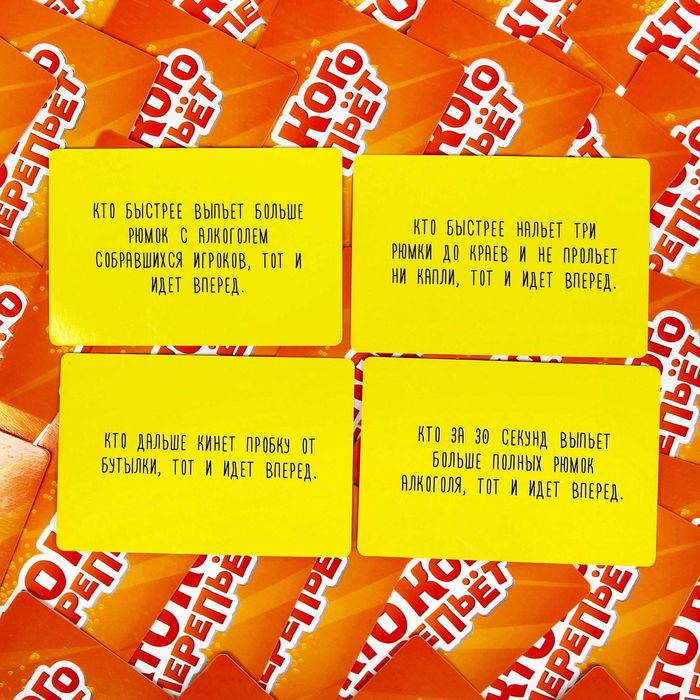 КТО БЫСТРЕЕ ВЫПЬЕТ БОЛЬШЕ
РЮМОК С АЛКОГОЛЕМ
СОБРАВШИХСЯ ИГРОКОВ, ТОТ И
ИДЕТ ВПЕРЕД.
КТО БЫСТРЕЕ НАЛЬЕТ ТРИ
РЮМКИ ДО КРАЕВ И НЕ ПРОЛЬЕТ
НИ КАПЛИ, ТОТ И ИДЕТ ВПЕРЕД.
КТО ДАЛЬШЕ КИНЕТ ПРОБКУ ОТ
БУТЫЛКИ, ТОТ И ИДЕТ ВПЕРЕД.
КТО ЗА 30 СЕКУНД ВЫПЬЕТ
БОЛЬШЕ ПОЛНЫХ РЮМОК
АЛКОГОЛЯ, ТОТ И ИДЕТ ВПЕРЕД.
КОГО
КТО КОГО
ПЕРЕПЬЁТ